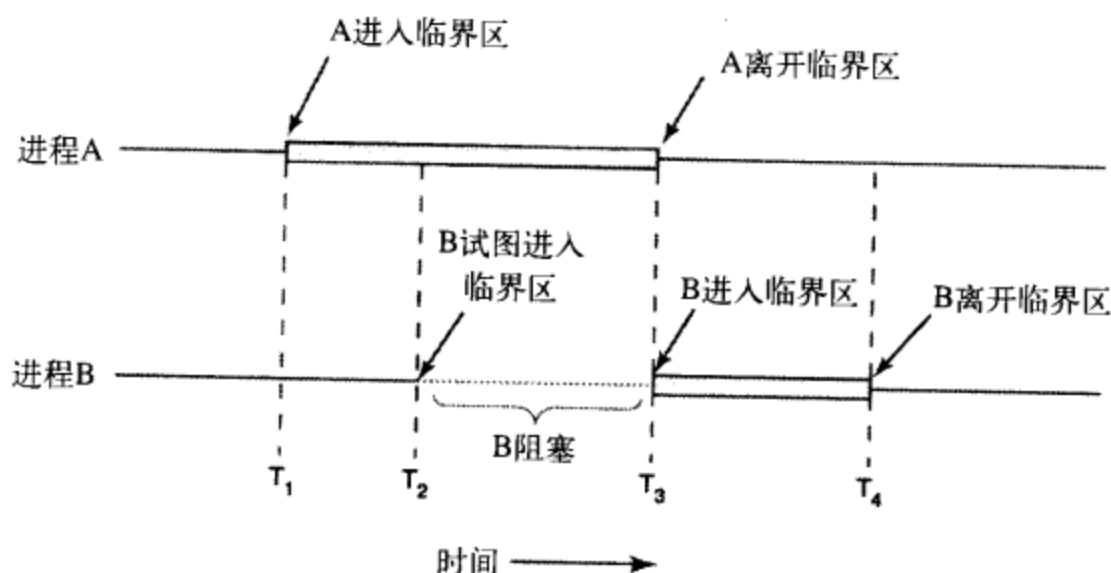 A进入临界区
A离开临界区
进程A
B试图进入
临界区
B进入临界区
B离开临界区
进程B
B阻塞
T1
T2
T3
T4
时间